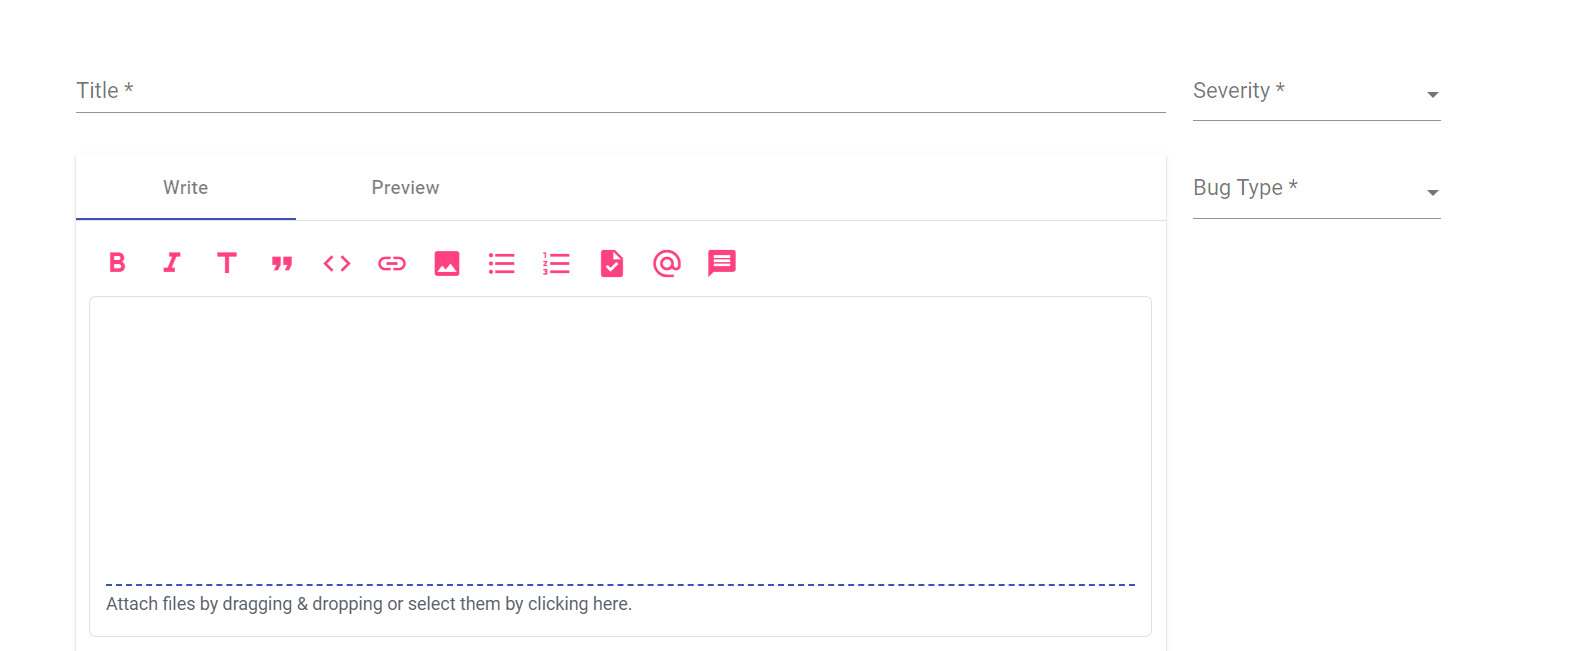 Title *
Severity *
Write
Preview
Bug Type *
Attach files by dragging & dropping or select them by clicking here.